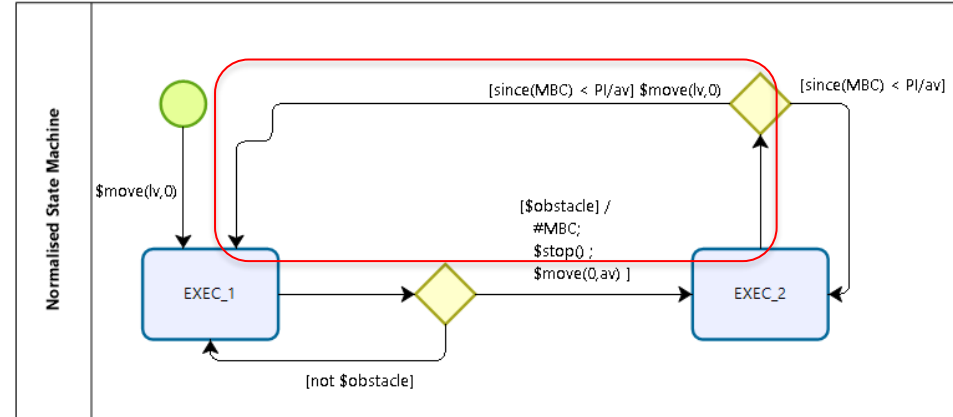 Normalised State Machine
[since(MBC) < PI/av] $move(lv,0)
[since(MBC) < PI/av]
$move(lv,0)
[$obstacle] /
#MBC;
$stop() ;
$move(0,av) ]
EXEC_1
EXEC_2
[not $obstacle]